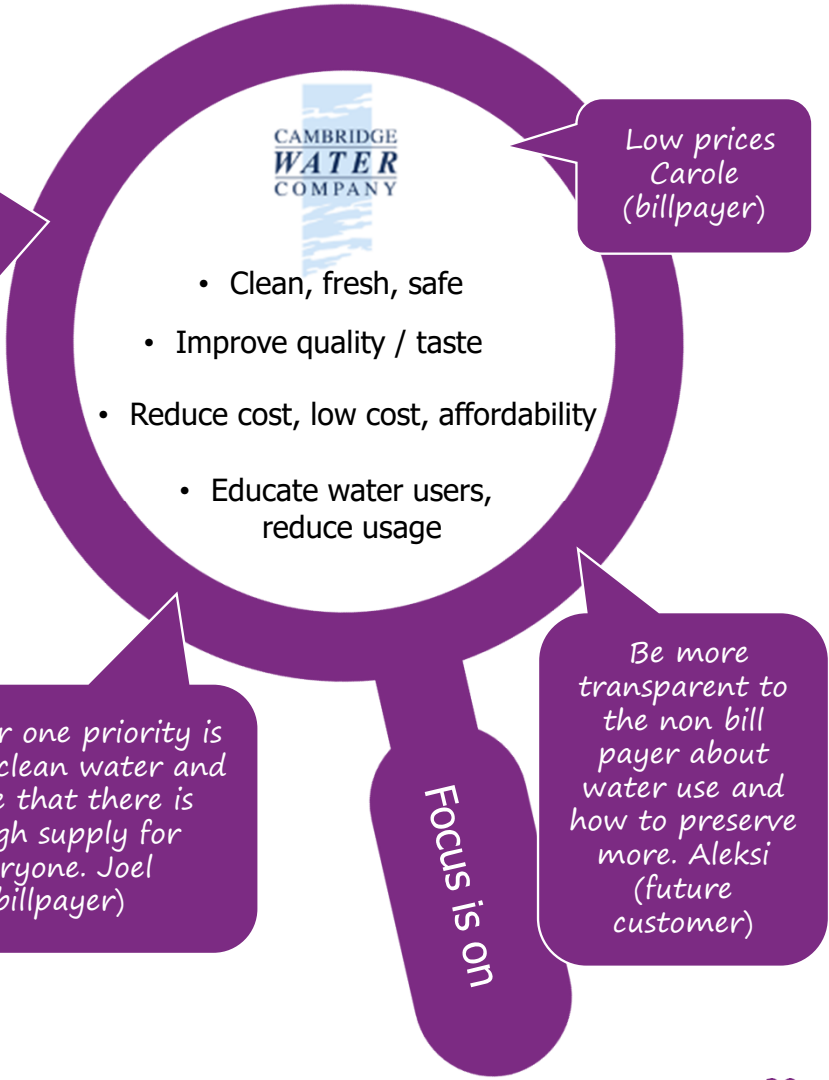 CAMBRIDGE
WATER
COMPANY
Low prices
Carole
(billpayer)
• Clean, fresh, safe
• Improve quality / taste
• Reduce cost, low cost, affordability
• Educate water users,
reduce usage
one priority is
clean water and
that there is
supply for
Joel
billpayer)
Be more
transparent to
the non bill
payer about
water use and
how to preserve
more. Aleksi
(future
customer)
Focus is on